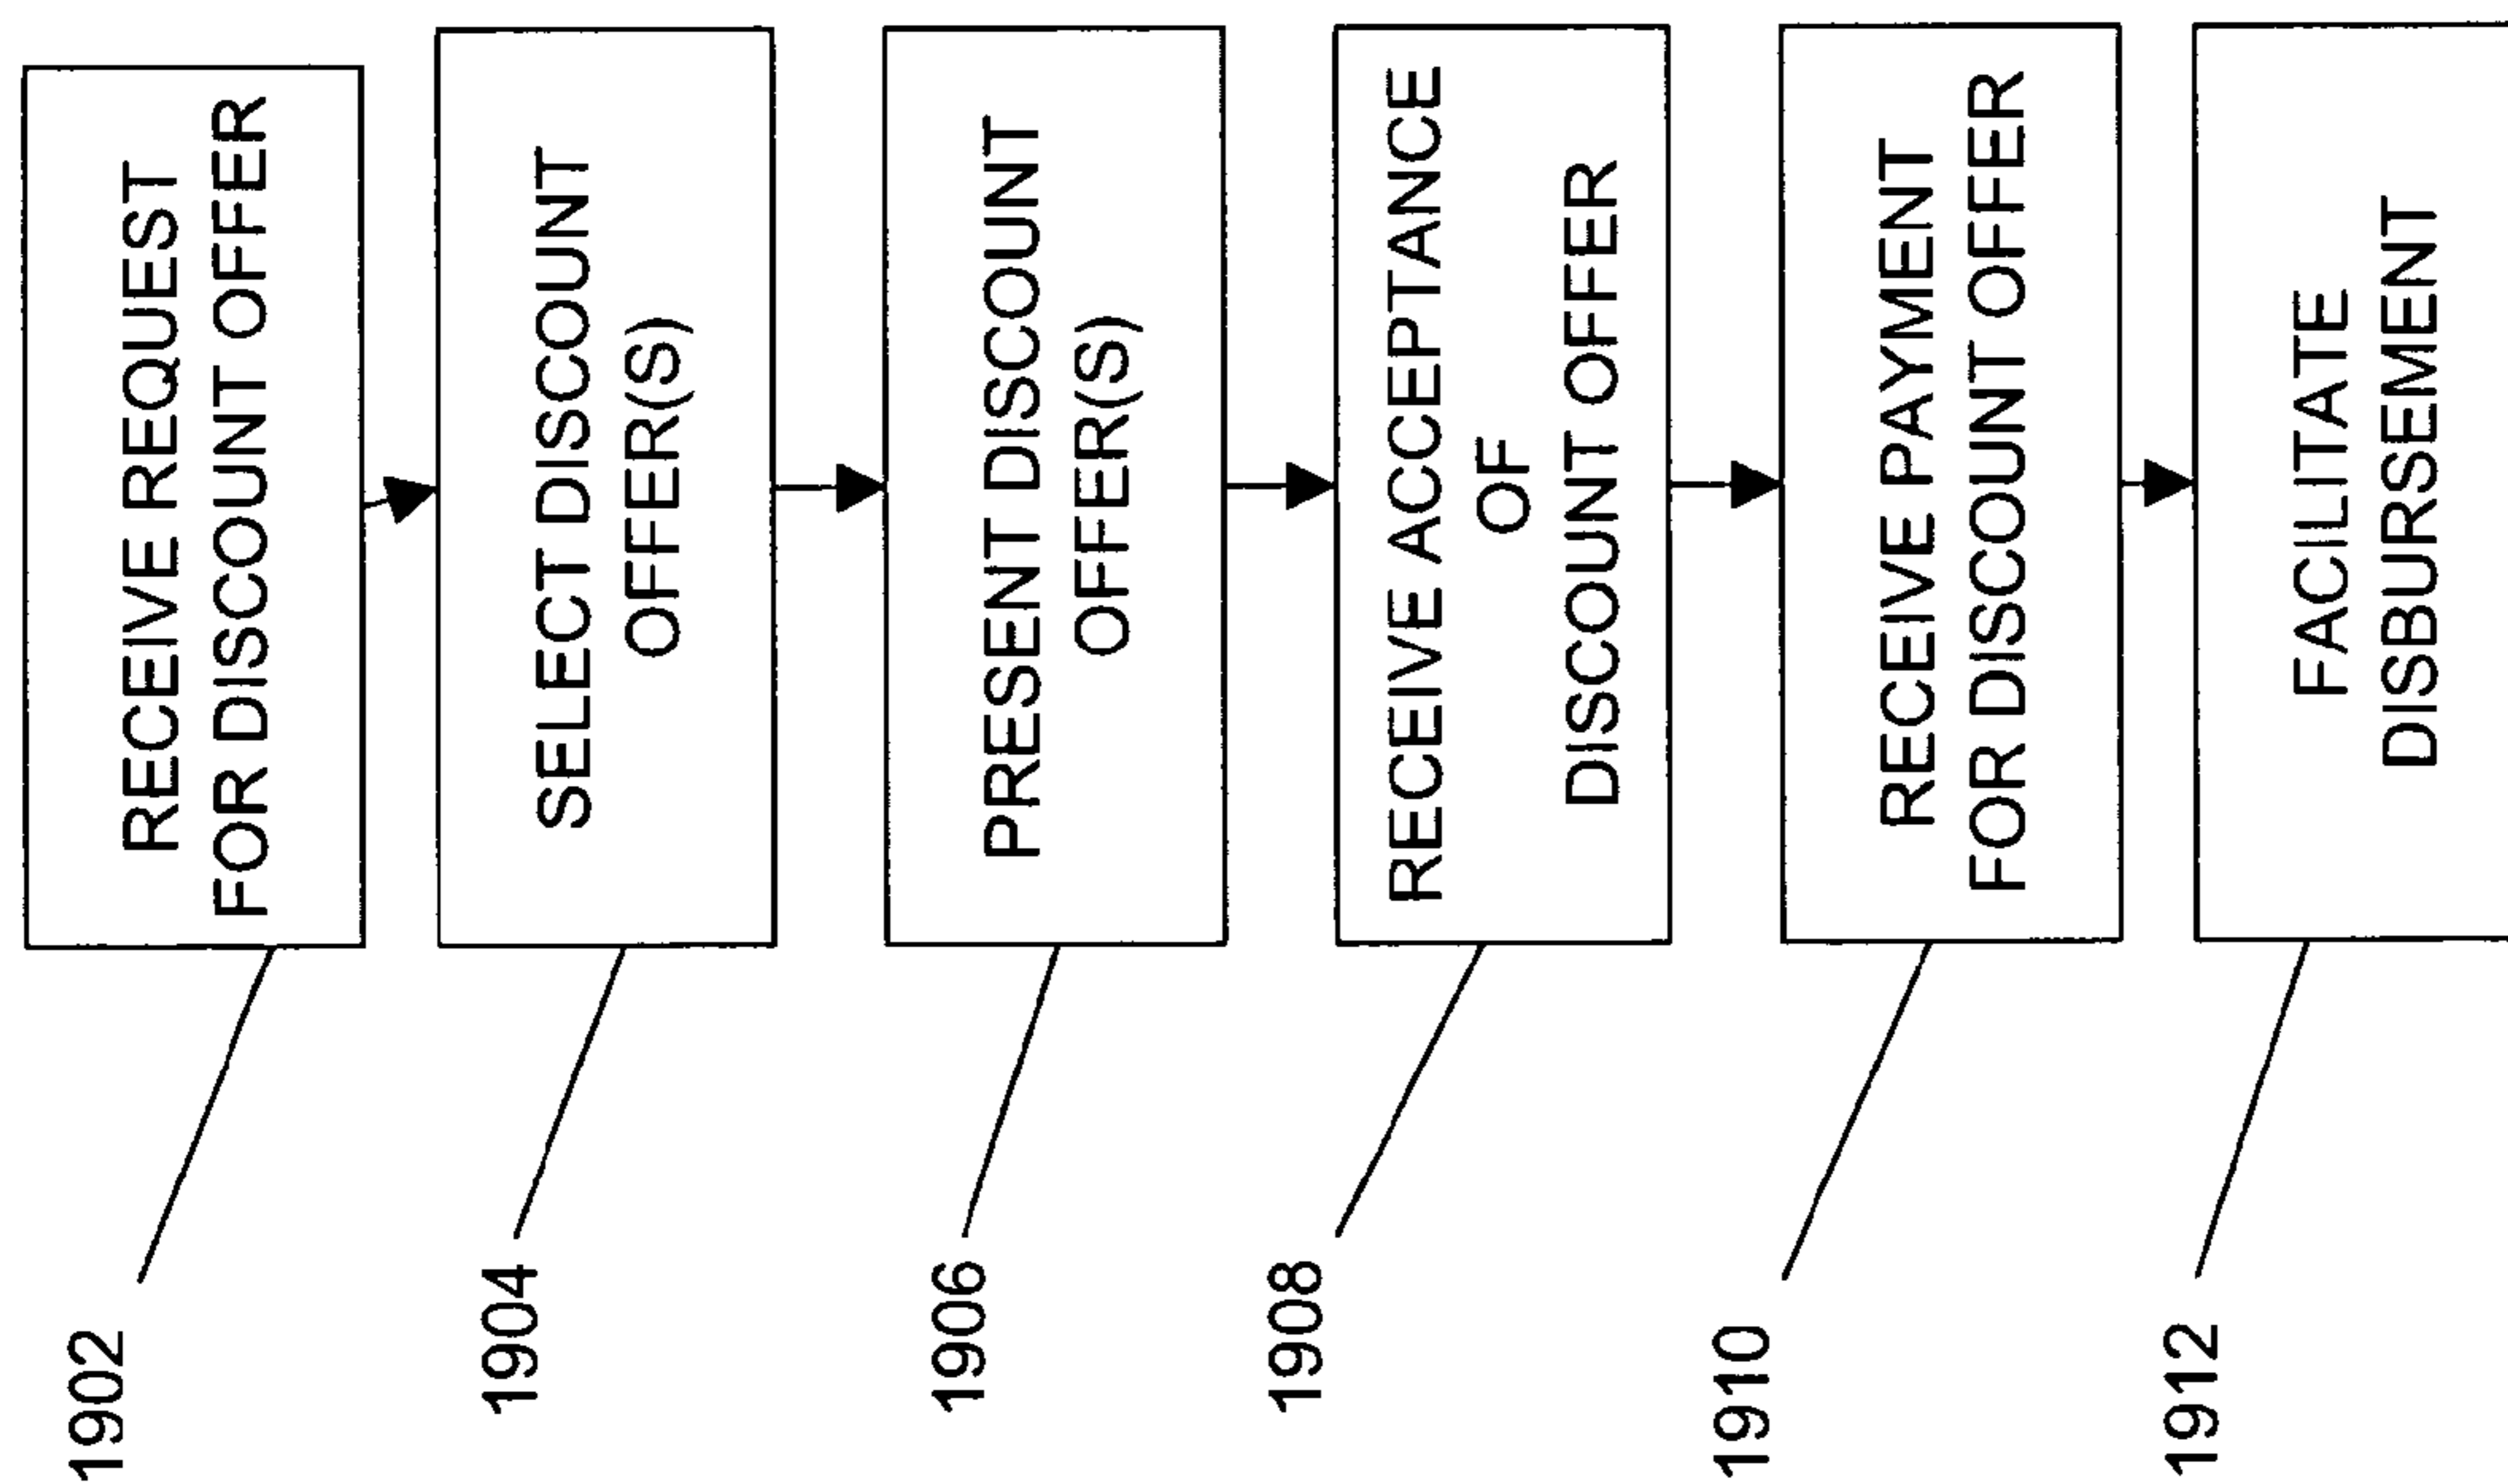 1902
RECEIVE REQUEST
FOR DISCOUNT OFFER
1904
SELECT DISCOUNT
OFFER(S)
1906
PRESENT DISCOUNT
OFFER(S)
1908
RECEIVE ACCEPTANCE
OF
DISCOUNT OFFER
1910
RECEIVE PAYMENT
FOR DISCOUNT OFFER
1912
FACILITATE
DISBURSEMENT